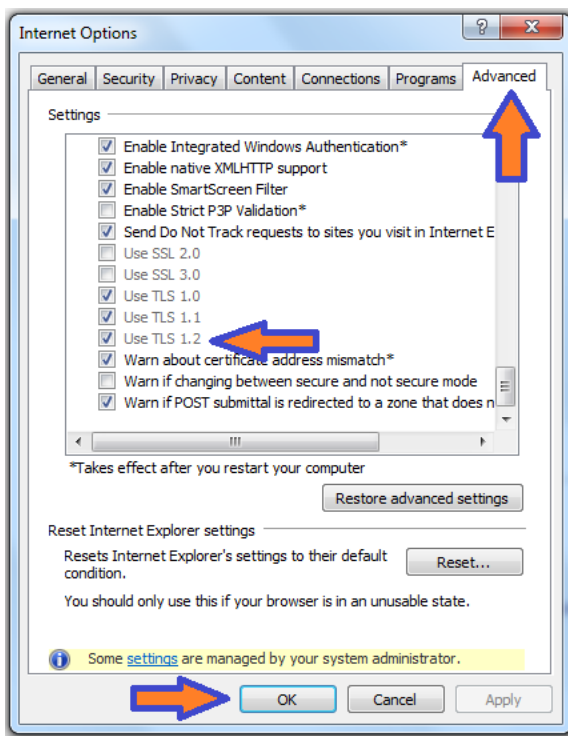 Internet Options
General Security Privacy Content Connections Programs Advanced
Settings
Enable Integrated Windows Authentication*
Enable native XMLHTTP support
Enable SmartScreen Filter
Enable Strict P3P Validation*
Send Do Not Track requests to sites you visit in Internet E
Use SSL 2.0
Use SSL 3.0
Use TLS 1.0
Use TLS 1.1
Use TLS 1.2
Warn about certificate address mismatch*
Warn if changing between secure and not secure mode
Warn if POST submittal is redirected to a zone that does n
*Takes effect after you restart your computer
Restore advanced settings
Reset Internet Explorer settings
Resets Internet Explorer's settings to their default
condition.
Reset...
You should only use this if your browser is in an unusable state.
Some settings are managed by your system administrator.
OK Cancel Apply